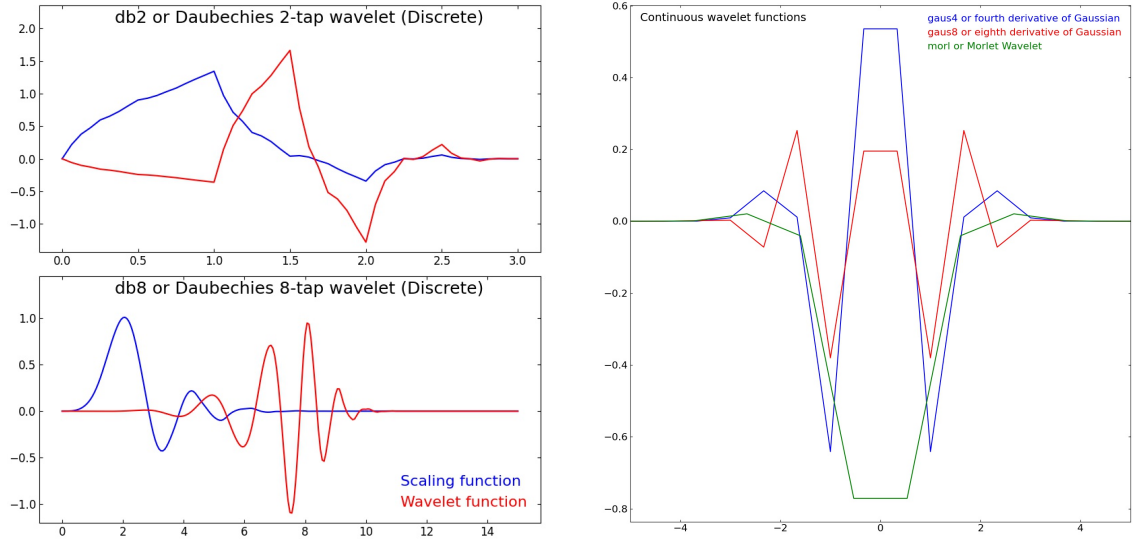 db2 or Daubechies 2-tap wavelet (Discrete)
2.0
1.5
1.0
0.5
0.0
−0.5
−1.0
0.0 0.5 1.0 1.5 2.0 2.5 3.0
db8 or Daubechies 8-tap wavelet (Discrete)
1.0
0.5
0.0
−0.5
−1.0
Scaling function
Wavelet function
0 2 4 6 8 10 12 14
Continuous wavelet functions
gaus4 or fourth derivative of Gaussian
gaus8 or eighth derivative of Gaussian
morl or Morlet Wavelet
0.6
0.4
0.2
0.0
−0.2
−0.4
−0.6
−0.8
−4 −2 0 2 4